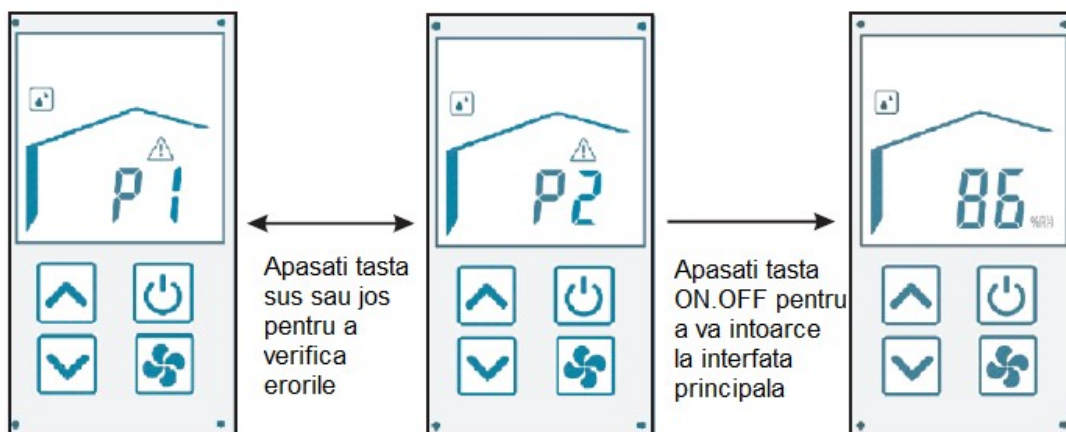 P1
Apasati tasta
sus sau jos
pentru a
verifica
erorile
P2
Apasati tasta
ON.OFF pentru
a va intoarce
la interfata
principala
86 %RH